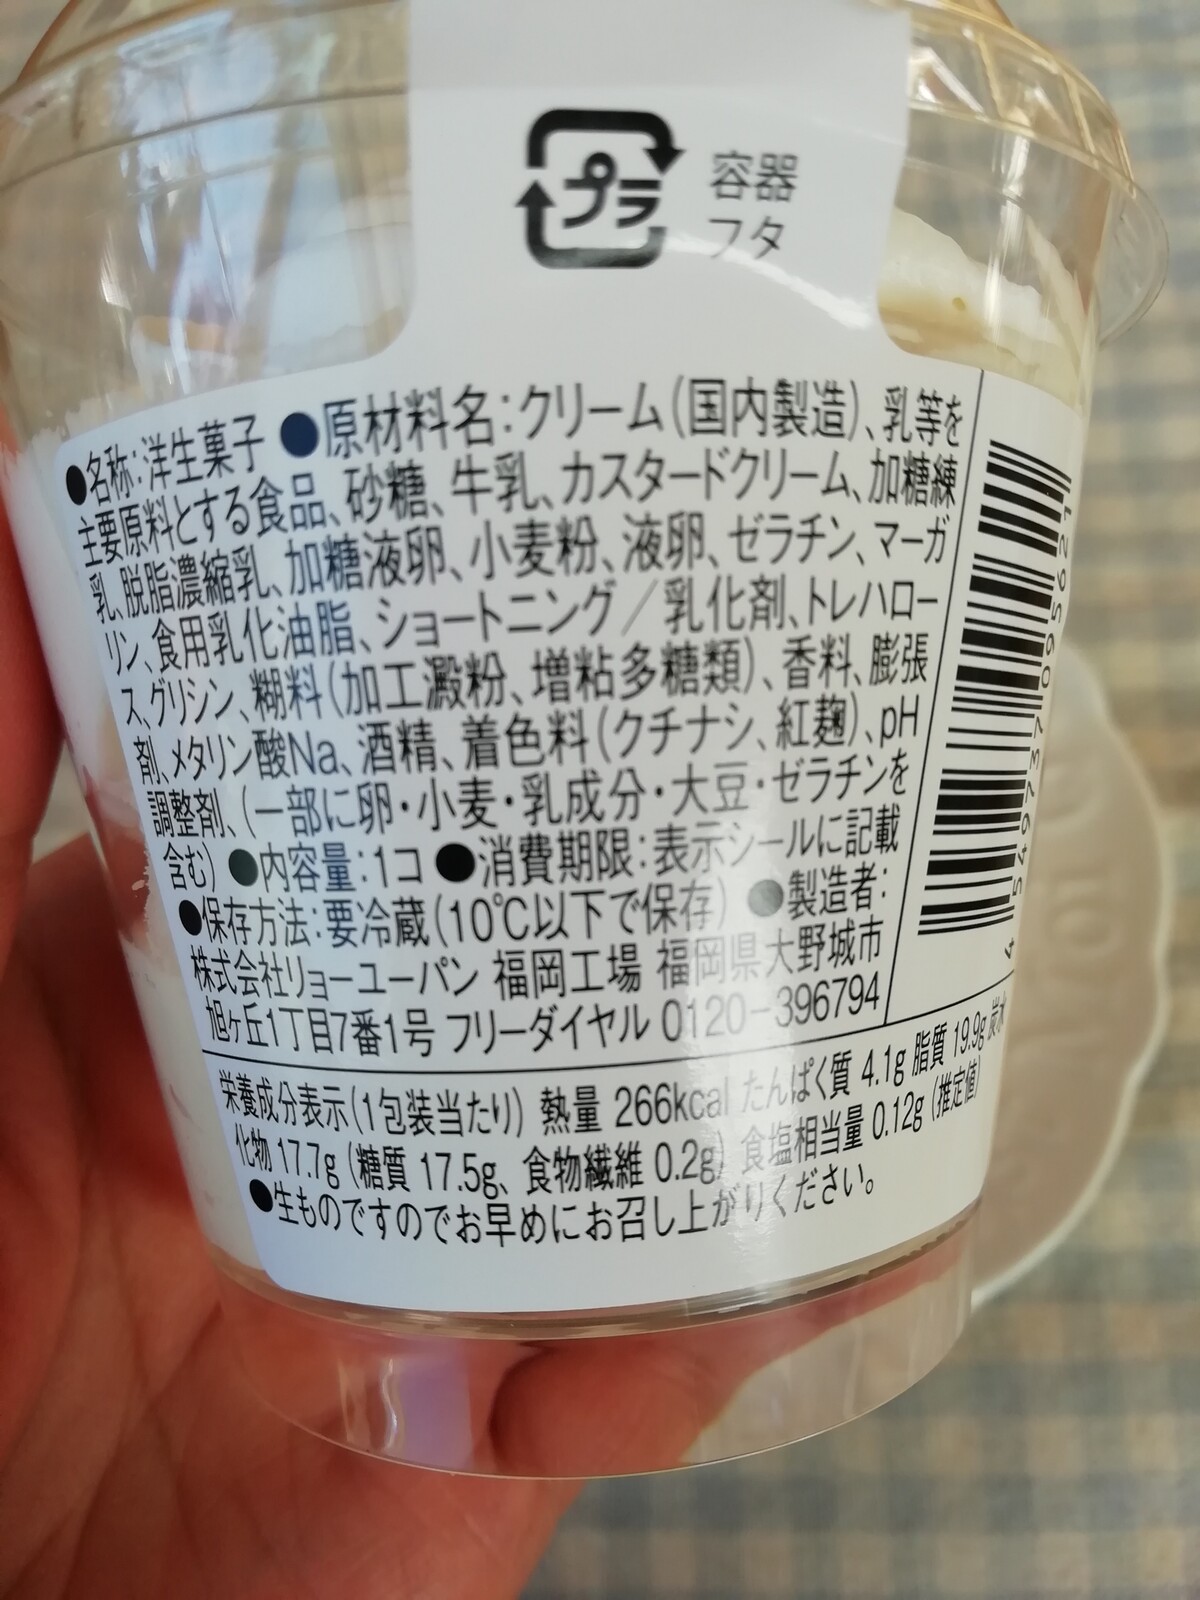 プラ
容器
フタ
●名称:洋生菓子 ●原材料名:クリーム(国内製造)、乳等を
主要原料とする食品、砂糖、牛乳、カスタードクリーム、加糖練
乳、脱脂濃縮乳、加糖液卵、小麦粉、液卵、ゼラチン、マーガ
リン、食用乳化油脂、ショートニング/乳化剤、トレハロー
ス、グリシン、糊料(加工澱粉、増粘多糖類)、香料、膨張
剤、メタリン酸Na、酒精、着色料(クチナシ、紅麹)、pH
調整剤、(一部に卵・小麦・乳成分・大豆・ゼラチンを
含む) ●内容量:1コ ●消費期限:表示シールに記載
●保存方法:要冷蔵(10℃以下で保存) ●製造者:
株式会社リョーユーパン 福岡工場 福岡県大野城市
旭ヶ丘1丁目7番1号 フリーダイヤル 0120-396794
4 549737 095621
栄養成分表示(1包装当たり) 熱量 266kcal たんぱく質 4.1g 脂質 19.9g 炭水
化物 17.7g (糖質 17.5g、食物繊維 0.2g) 食塩相当量 0.12g (推定値)
●生ものですのでお早めにお召し上がりください。